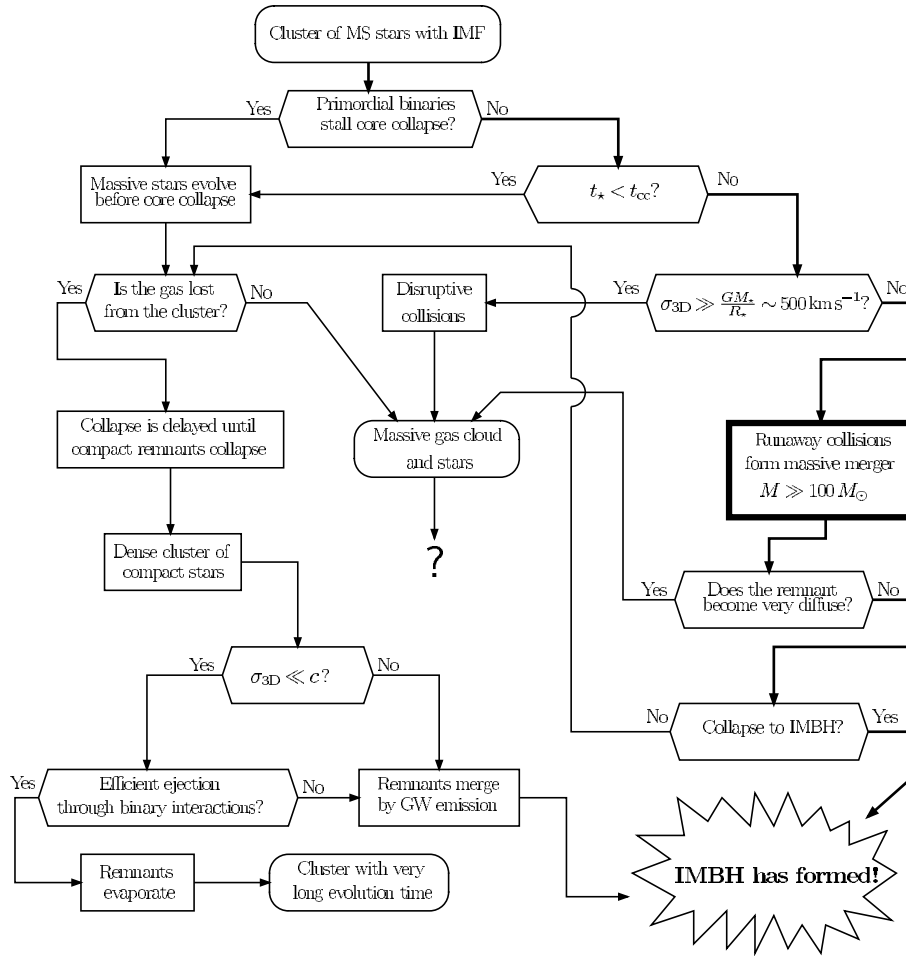 Cluster of MS stars with IMF
Yes
Primordial binaries
stall core collapse?
No
Massive stars evolve
before core collapse
Yes
t⋆ < tcc?
No
Yes
Is the gas lost
from the cluster?
No
Disruptive
collisions
Yes
σ3D ≫ GM⋆/R⋆ ∼ 500 km s−1?
No
Collapse is delayed until
compact remnants collapse
Massive gas cloud
and stars
Runaway collisions
form massive merger
M ≫ 100 M⊙
Dense cluster of
compact stars
?
Yes
Does the remnant
become very diffuse?
No
Yes
σ3D ≪ c?
No
No
Collapse to IMBH?
Yes
Yes
Efficient ejection
through binary interactions?
No
Remnants merge
by GW emission
Remnants
evaporate
Cluster with very
long evolution time
IMBH has formed!